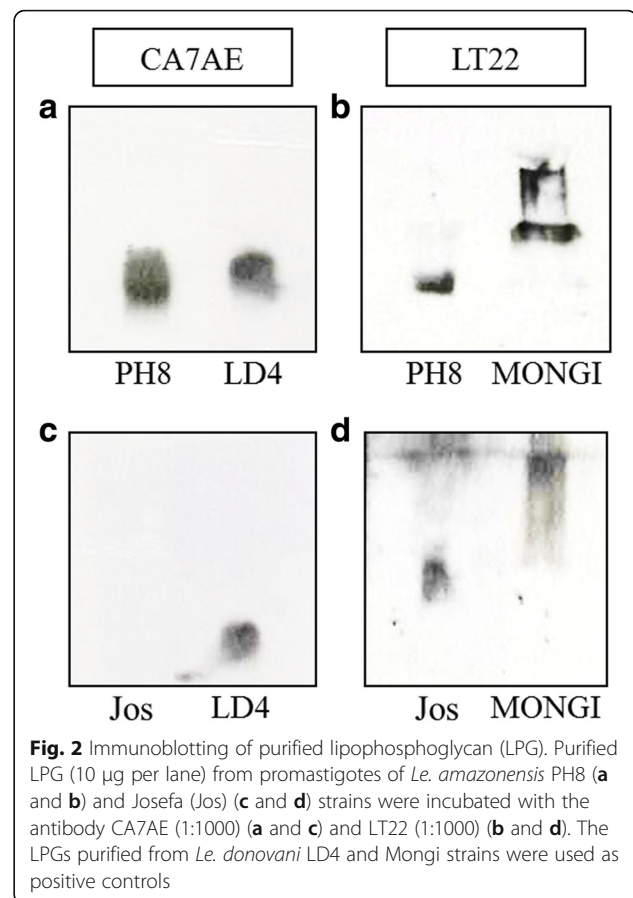 CA7AE LT22
a b
PH8 LD4 PH8 MONGI
c d
Jos LD4 Jos MONGI
Fig. 2 Immunoblotting of purified lipophosphoglycan (LPG). Purified
LPG (10 μg per lane) from promastigotes of Le. amazonensis PH8 (a
and b) and Josefa (Jos) (c and d) strains were incubated with the
antibody CA7AE (1:1000) (a and c) and LT22 (1:1000) (b and d). The
LPGs purified from Le. donovani LD4 and Mongi strains were used as
positive controls